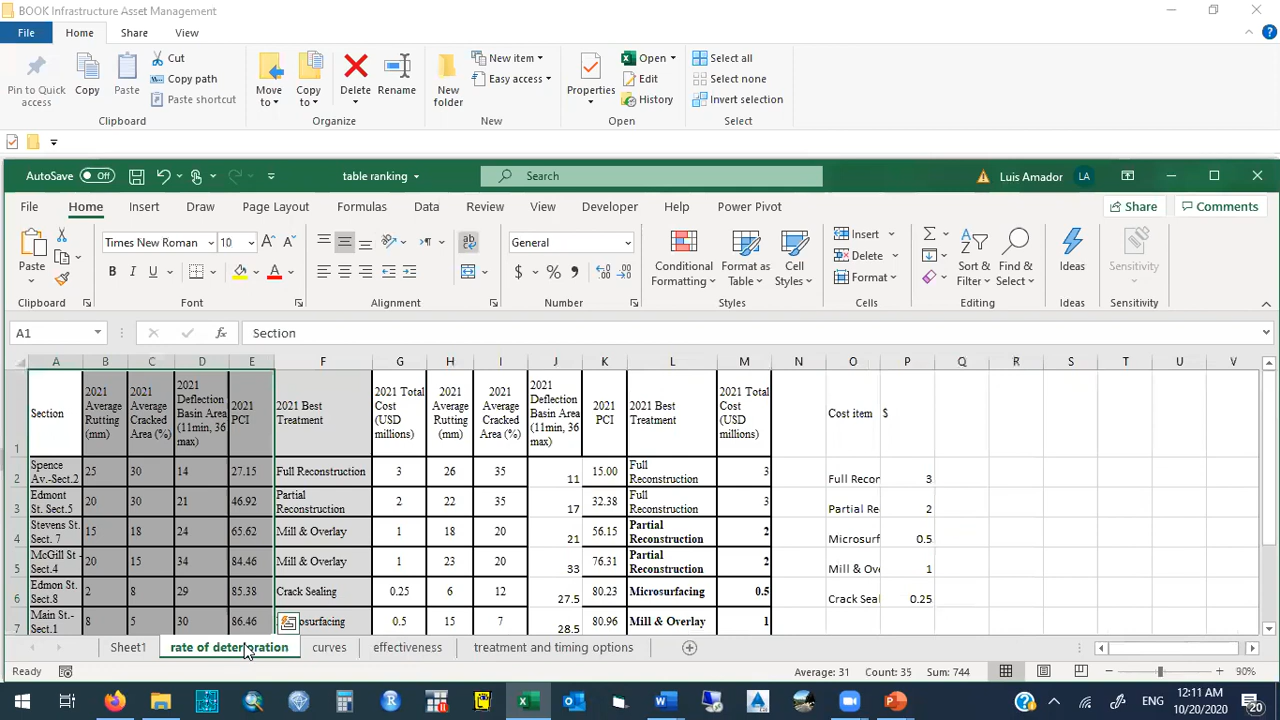 BOOK Infrastructure Asset Management
File Home Share View
Pin to Quick access
Copy
Paste
Cut
Copy path
Paste shortcut
Clipboard
Move to
Copy to
Delete
Rename
Organize
New folder
New item
Easy access
New
Properties
Open
Edit
History
Open
Select all
Select none
Invert selection
Select
AutoSave Off table ranking Search Luis Amador LA
File Home Insert Draw Page Layout Formulas Data Review View Developer Help Power Pivot Share Comments
Paste
Clipboard
Times New Roman 10
B I U
Font
Alignment
General
$ % ,
Number
Conditional Formatting
Format as Table
Cell Styles
Styles
Insert
Delete
Format
Cells
Sort & Filter
Find & Select
Editing
Ideas
Ideas
Sensitivity
Sensitivity
A1 fx Section
A B C D E F G H I J K L M N O P Q R S T U V
1 Section 2021 Average Rutting (mm) 2021 Average Cracked Area (%) 2021 Deflection Basin Area (11min, 36 max) 2021 PCI 2021 Best Treatment 2021 Total Cost (USD millions) 2021 Average Rutting (mm) 2021 Average Cracked Area (%) 2021 Deflection Basin Area (11min, 36 max) 2021 PCI 2021 Best Treatment 2021 Total Cost (USD millions) Cost item $
2 Spence Av.-Sect.2 25 30 14 27.15 Full Reconstruction 3 26 35 11 15.00 Full Reconstruction 3 Full Recon 3
3 Edmont St. Sect.5 20 30 21 46.92 Partial Reconstruction 2 22 35 17 32.38 Full Reconstruction 3 Partial Re 2
4 Stevens St. Sect. 7 15 18 24 65.62 Mill & Overlay 1 18 20 21 56.15 Partial Reconstruction 2 Microsurf 0.5
5 McGill St - Sect.4 20 15 34 84.46 Mill & Overlay 1 23 20 33 76.31 Partial Reconstruction 2 Mill & Ove 1
6 Edmon St. Sect.8 2 8 29 85.38 Crack Sealing 0.25 6 12 27.5 80.23 Microsurfacing 0.5 Crack Seal 0.25
7 Main St.- Sect.1 8 5 30 86.46 osurfacing 0.5 15 7 28.5 80.96 Mill & Overlay 1
Sheet1 rate of deterioration curves effectiveness treatment and timing options
Ready Average: 31 Count: 35 Sum: 744 90%
ENG 12:11 AM 10/20/2020 20